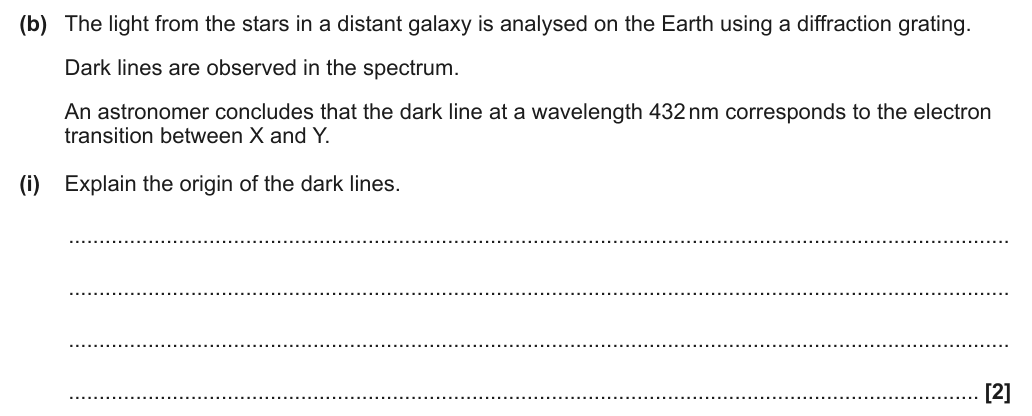 (b) The light from the stars in a distant galaxy is analysed on the Earth using a diffraction grating.
Dark lines are observed in the spectrum.
An astronomer concludes that the dark line at a wavelength 432 nm corresponds to the electron
transition between X and Y.
(i) Explain the origin of the dark lines.
..........................................................................................................................................................
..........................................................................................................................................................
..........................................................................................................................................................
..................................................................................................................................................... [2]